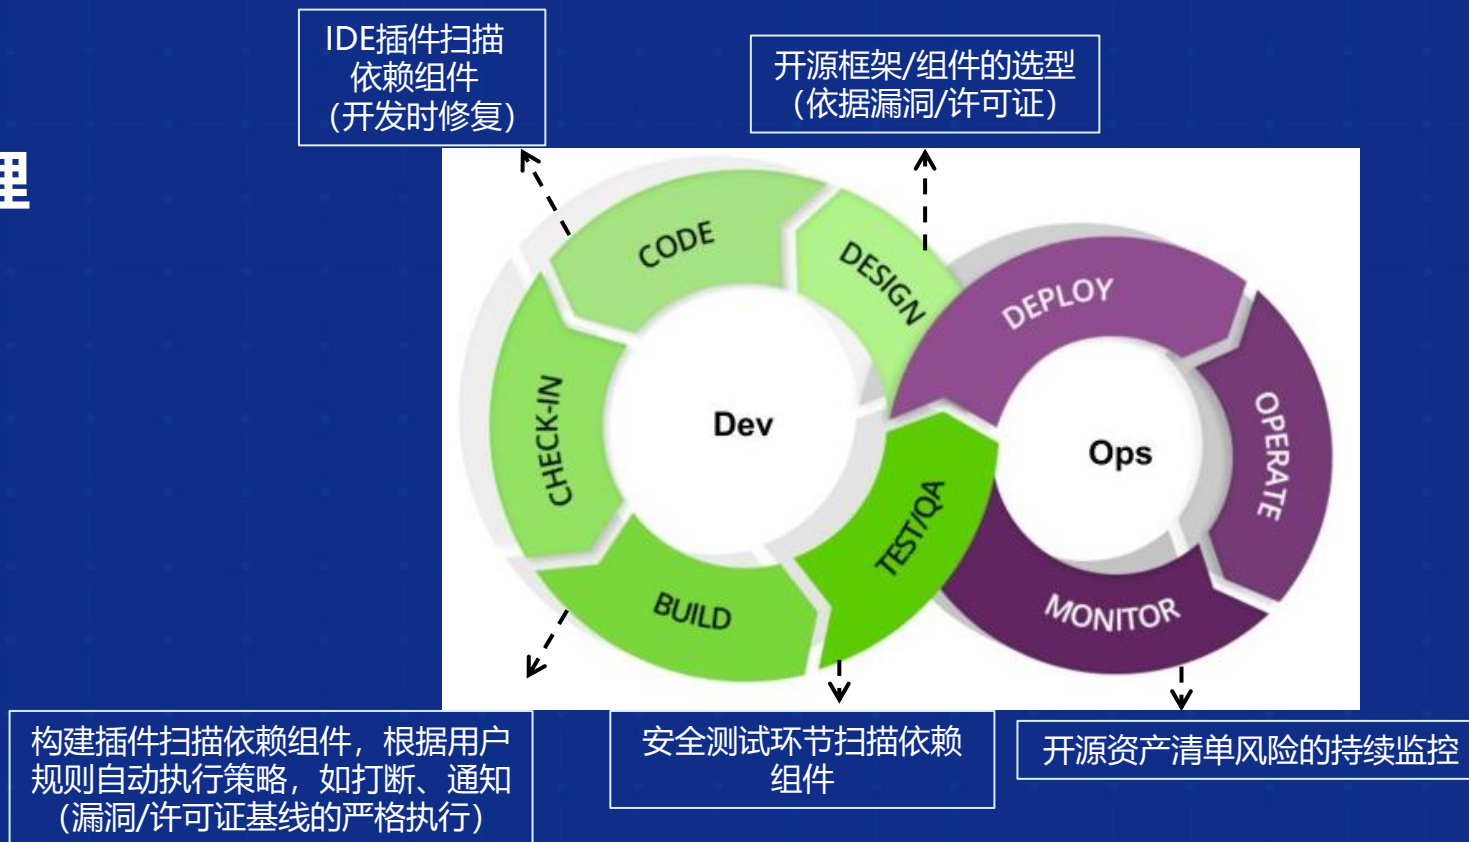 IDE插件扫描
依赖组件
（开发时修复）
开源框架/组件的选型
（依据漏洞/许可证）
理
CODE
DESIGN
DEPLOY
CHECK-IN
Dev
Ops
OPERATE
TEST/QA
BUILD
MONITOR
构建插件扫描依赖组件，根据用户
规则自动执行策略，如打断、通知
（漏洞/许可证基线的严格执行）
安全测试环节扫描依赖
组件
开源资产清单风险的持续监控